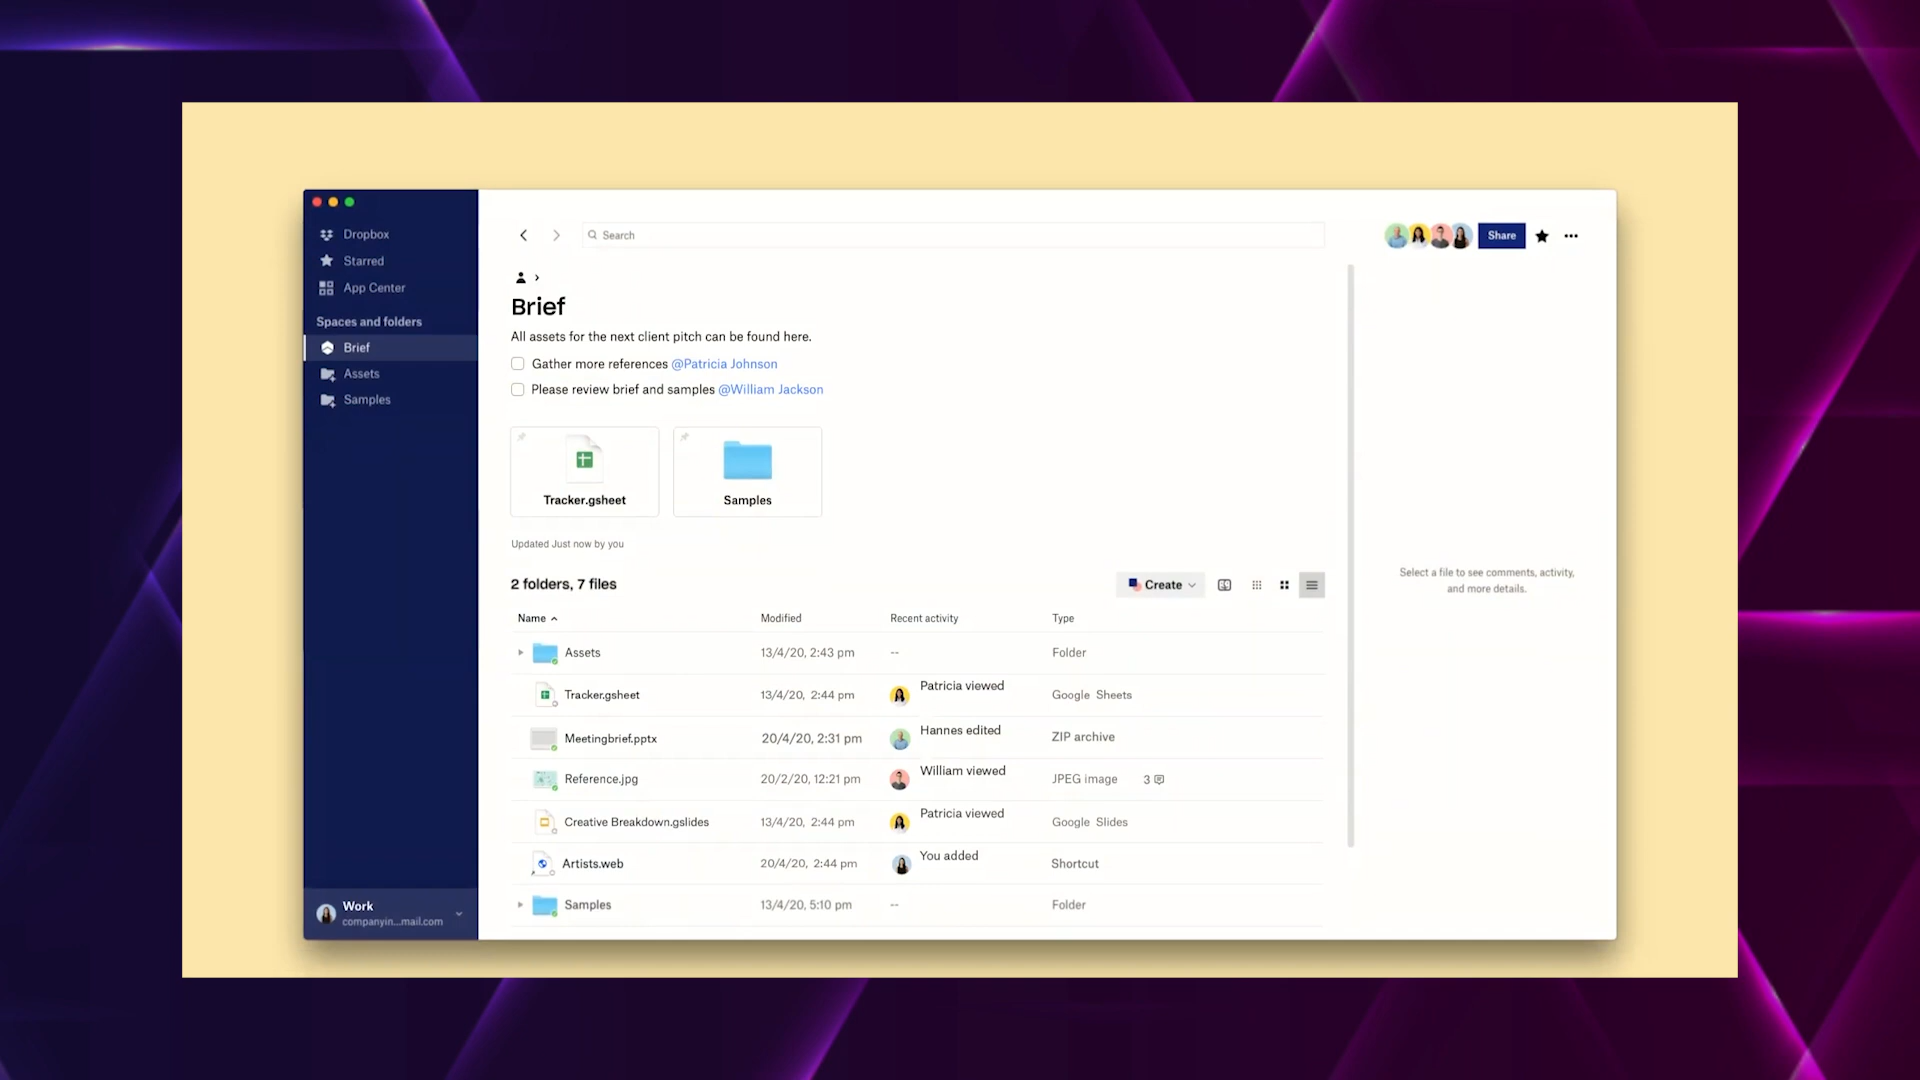 Dropbox
Starred
App Center
Spaces and folders
Brief
Assets
Samples
Work
companyin...mail.com
Search
Share
Brief
All assets for the next client pitch can be found here.
Gather more references @Patricia Johnson
Please review brief and samples @William Jackson
Tracker.gsheet
Samples
Updated Just now by you
2 folders, 7 files
Create
Name Modified Recent activity Type
Assets 13/4/20, 2:43 pm -- Folder
Tracker.gsheet 13/4/20, 2:44 pm Patricia viewed Google Sheets
Meetingbrief.pptx 20/4/20, 2:31 pm Hannes edited ZIP archive
Reference.jpg 20/2/20, 12:21 pm William viewed JPEG image 3
Creative Breakdown.gslides 13/4/20, 2:44 pm Patricia viewed Google Slides
Artists.web 20/4/20, 2:44 pm You added Shortcut
Samples 13/4/20, 5:10 pm -- Folder
Select a file to see comments, activity,
and more details.